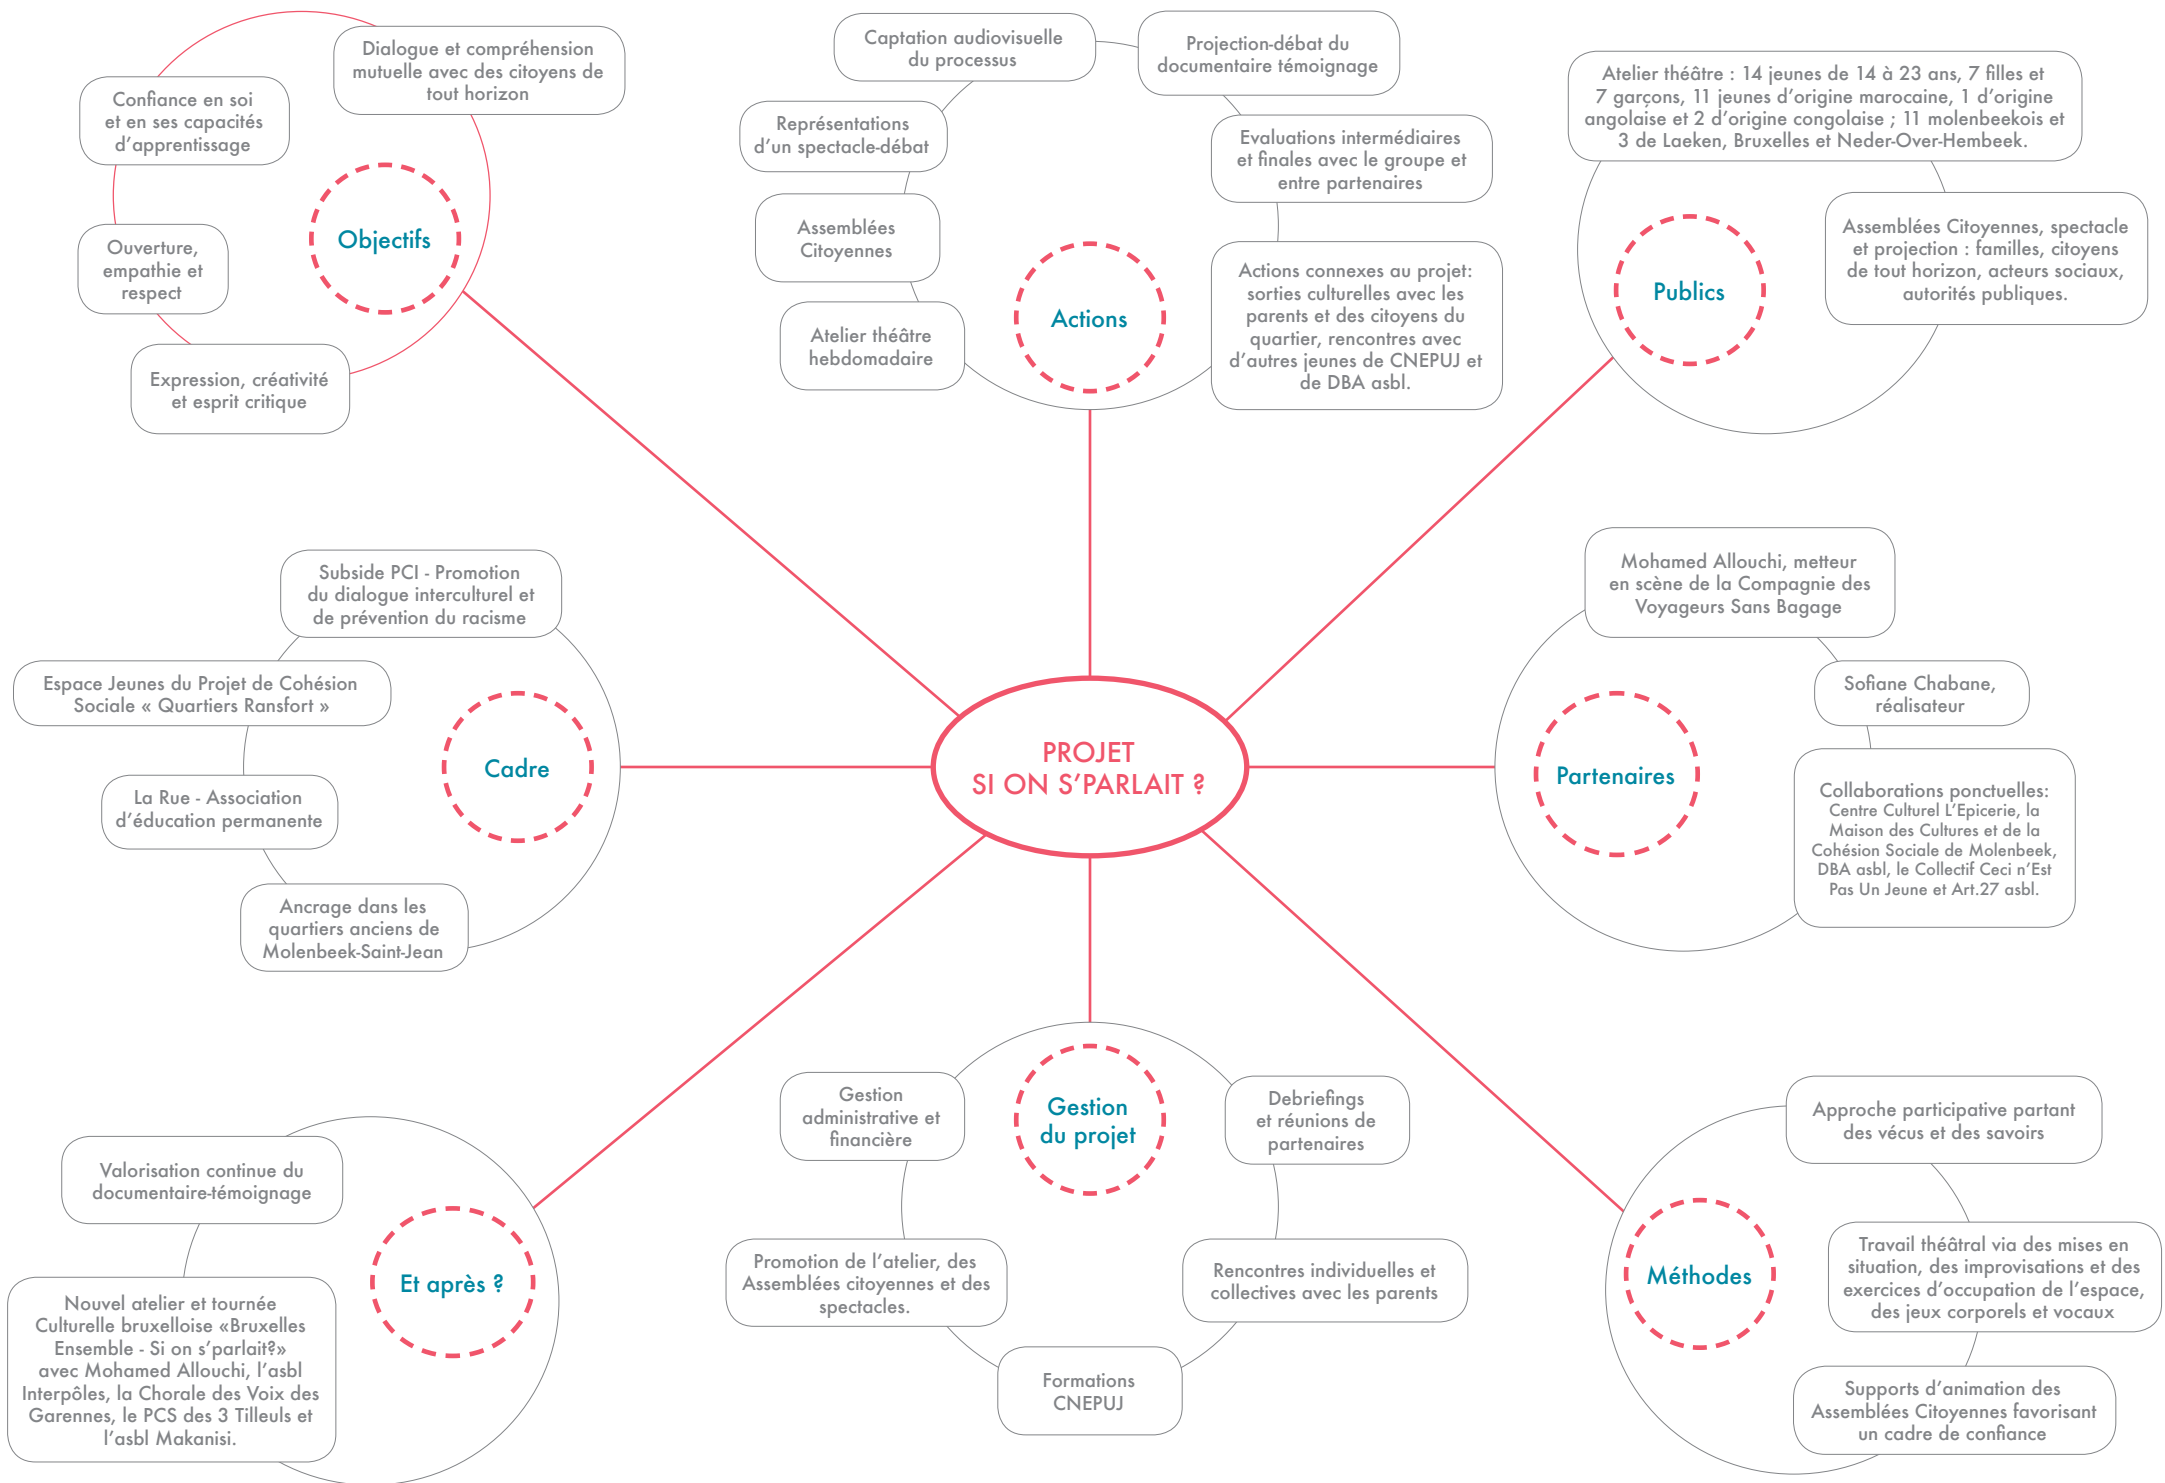 Dialogue et compréhension
mutuelle avec des citoyens de
tout horizon
Confiance en soi
et en ses capacités
d'apprentissage
Ouverture,
empathie et
respect
Expression, créativité
et esprit critique
Objectifs
Captation audiovisuelle
du processus
Projection-débat du
documentaire témoignage
Représentations
d'un spectacle-débat
Evaluations intermédiaires
et finales avec le groupe et
entre partenaires
Assemblées
Citoyennes
Actions connexes au projet:
sorties culturelles avec les
parents et des citoyens du
quartier, rencontres avec
d'autres jeunes de CNEPUJ et
de DBA asbl.
Atelier théâtre
hebdomadaire
Actions
Atelier théâtre : 14 jeunes de 14 à 23 ans, 7 filles et
7 garçons, 11 jeunes d'origine marocaine, 1 d'origine
angolaise et 2 d'origine congolaise ; 11 molenbeekois et
3 de Laeken, Bruxelles et Neder-Over-Hembeek.
Assemblées Citoyennes, spectacle
et projection : familles, citoyens
de tout horizon, acteurs sociaux,
autorités publiques.
Publics
Subside PCI - Promotion
du dialogue interculturel et
de prévention du racisme
Espace Jeunes du Projet de Cohésion
Sociale « Quartiers Ransfort »
La Rue - Association
d'éducation permanente
Ancrage dans les
quartiers anciens de
Molenbeek-Saint-Jean
Cadre
PROJET
SI ON S'PARLAIT ?
Mohamed Allouchi, metteur
en scène de la Compagnie des
Voyageurs Sans Bagage
Sofiane Chabane,
réalisateur
Collaborations ponctuelles:
Centre Culturel L'Epicerie, la
Maison des Cultures et de la
Cohésion Sociale de Molenbeek,
DBA asbl, le Collectif Ceci n'Est
Pas Un Jeune et Art.27 asbl.
Partenaires
Valorisation continue du
documentaire-témoignage
Nouvel atelier et tournée
Culturelle bruxelloise «Bruxelles
Ensemble - Si on s'parlait?»
avec Mohamed Allouchi, l'asbl
Interpôles, la Chorale des Voix des
Garennes, le PCS des 3 Tilleuls et
l'asbl Makanisi.
Et après ?
Gestion
du projet
Gestion
administrative et
financière
Debriefings
et réunions de
partenaires
Promotion de l'atelier, des
Assemblées citoyennes et des
spectacles.
Rencontres individuelles et
collectives avec les parents
Formations
CNEPUJ
Approche participative partant
des vécus et des savoirs
Travail théâtral via des mises en
situation, des improvisations et des
exercices d'occupation de l'espace,
des jeux corporels et vocaux
Supports d'animation des
Assemblées Citoyennes favorisant
un cadre de confiance
Méthodes